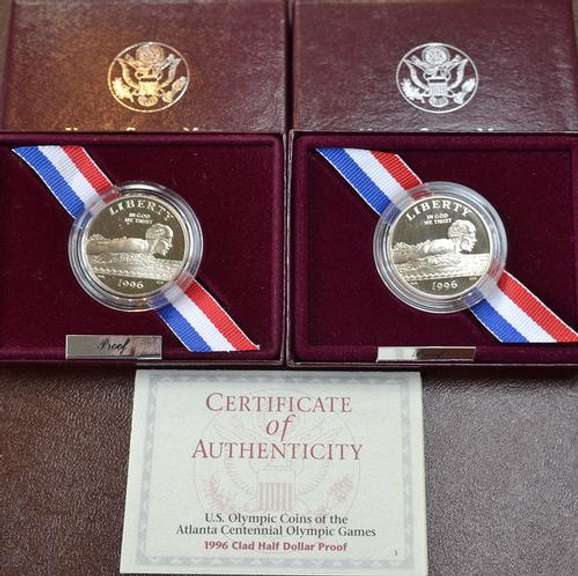 LIBERTY
IN GOD
WE TRUST
1996
Proof
LIBERTY
IN GOD
WE TRUST
1996
CERTIFICATE
of
AUTHENTICITY
U.S. Olympic Coins of the
Atlanta Centennial Olympic Games
1996 Clad Half Dollar Proof